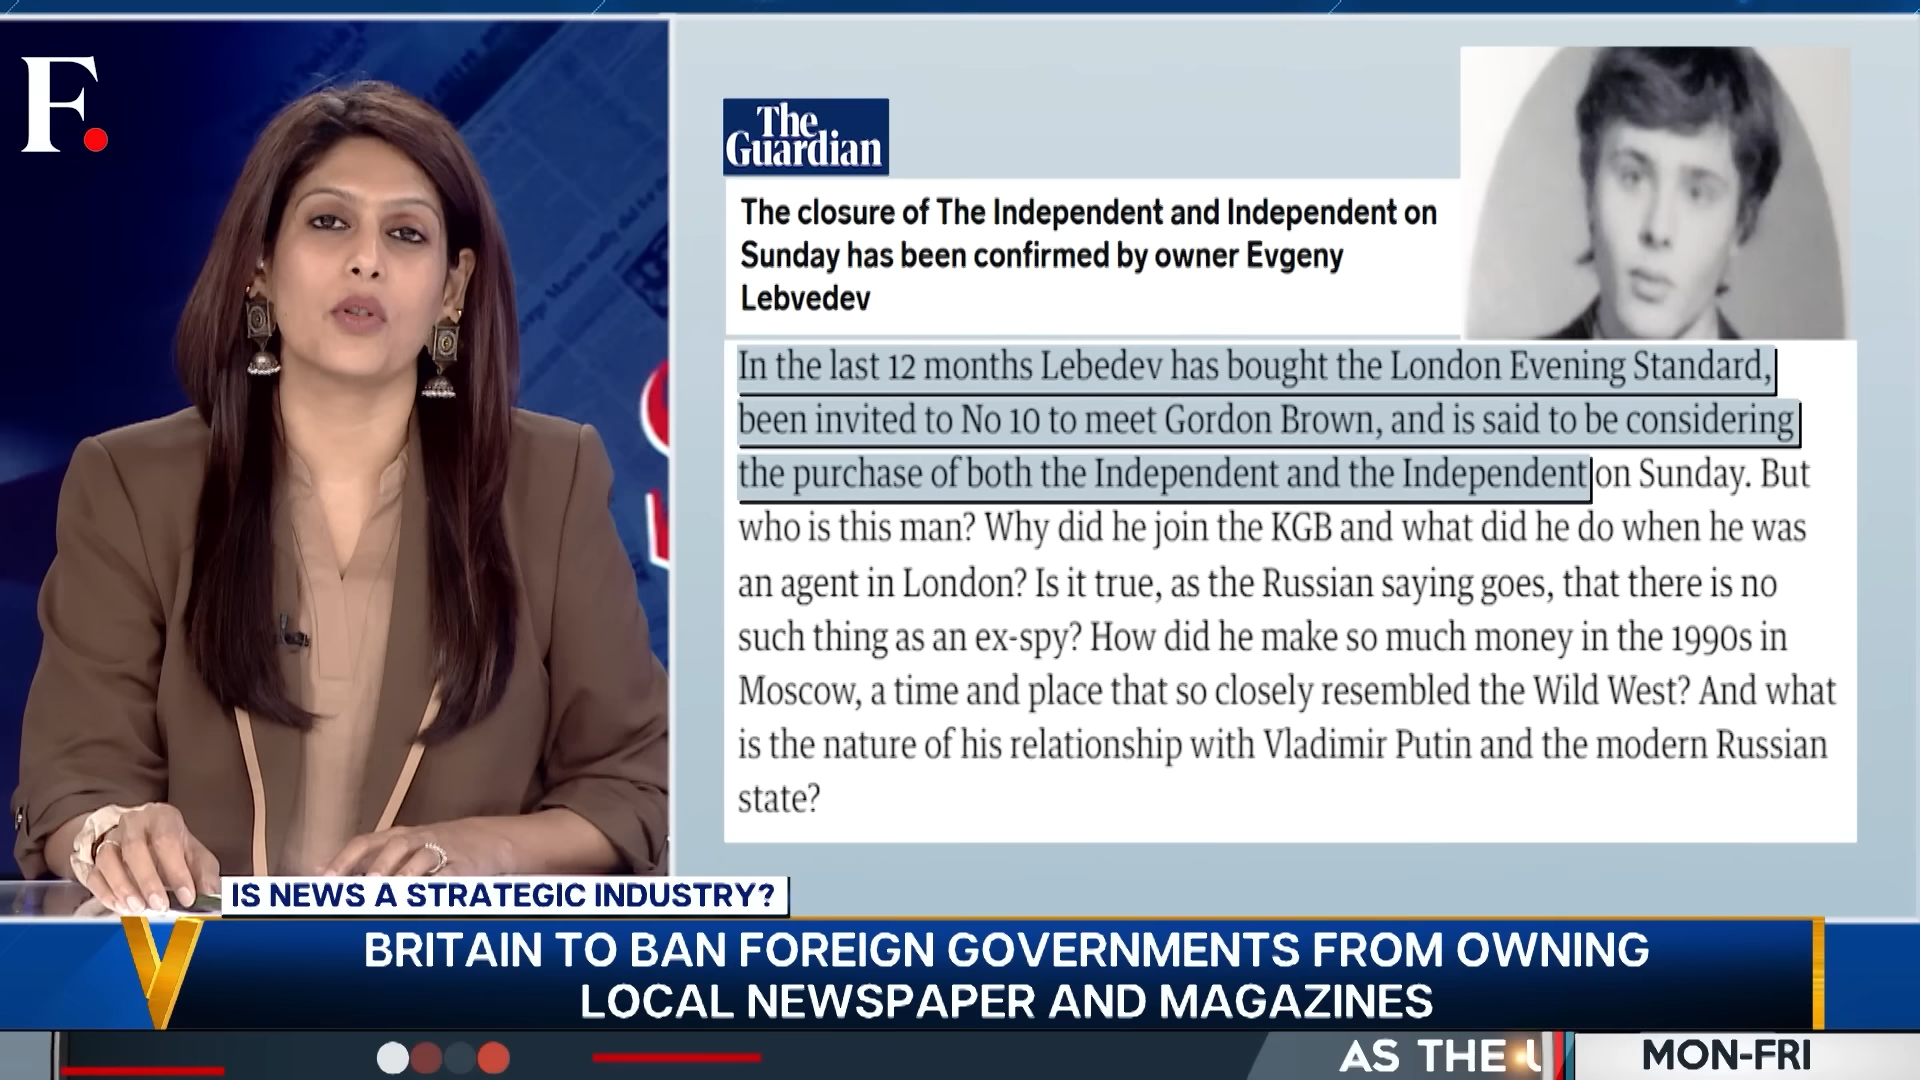 F.
The
Guardian
The closure of The Independent and Independent on
Sunday has been confirmed by owner Evgeny
Lebvedev
In the last 12 months Lebedev has bought the London Evening Standard,
been invited to No 10 to meet Gordon Brown, and is said to be considering
the purchase of both the Independent and the Independent on Sunday. But
who is this man? Why did he join the KGB and what did he do when he was
an agent in London? Is it true, as the Russian saying goes, that there is no
such thing as an ex-spy? How did he make so much money in the 1990s in
Moscow, a time and place that so closely resembled the Wild West? And what
is the nature of his relationship with Vladimir Putin and the modern Russian
state?
IS NEWS A STRATEGIC INDUSTRY?
BRITAIN TO BAN FOREIGN GOVERNMENTS FROM OWNING
LOCAL NEWSPAPER AND MAGAZINES
AS THE
MON-FRI